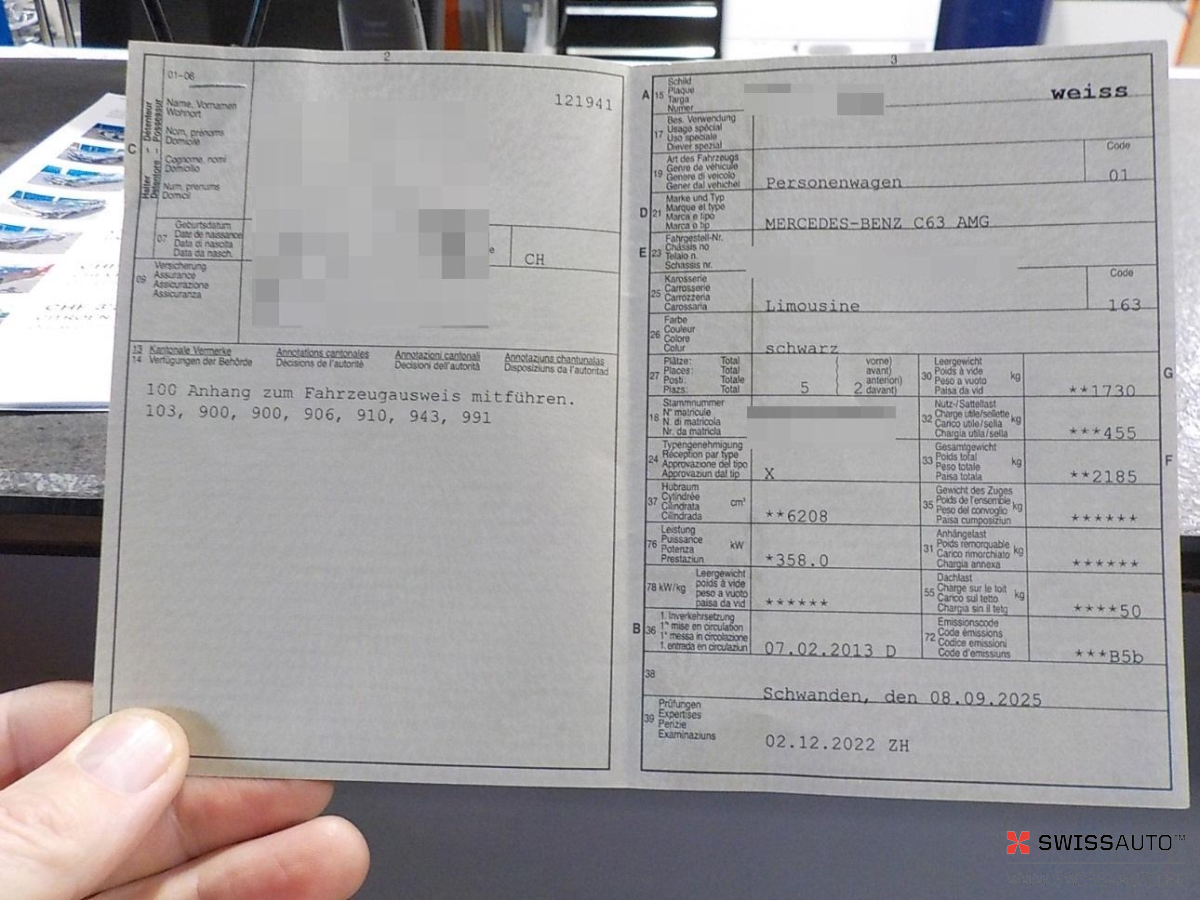 2
01-06
C
Halter - Détenteur
Detentore - Possessur
Name, Vornamen
Wohnort
Nom, prénoms
Domicile
Cognome, nomi
Domicilio
Num, prenums
Domicil
121941
07
Geburtsdatum
Date de naissance
Data di nascita
Data da nasch.
e
CH
09
Versicherung
Assurance
Assicurazione
Assicuranza
13
14
Kantonale Vermerke
Verfügungen der Behörde
Annotations cantonales
Décisions de l'autorité
Annotazioni cantonali
Decisioni dell'autorità
Annotaziuns chantunalas
Disposiziuns da l'autoritad
100 Anhang zum Fahrzeugausweis mitführen.
103, 900, 900, 906, 910, 943, 991
3
A
15
Schild
Plaque
Targa
Numer
weiss
17
Bes. Verwendung
Usage spécial
Uso speciale
Diever spezial
19
Art des Fahrzeugs
Genre de véhicule
Genere di veicolo
Gener dal vehichel
Personenwagen
Code
01
D
21
Marke und Typ
Marque et type
Marca e tipo
Marca e tip
MERCEDES-BENZ C63 AMG
E
23
Fahrgestell-Nr.
Châssis no
Telaio n.
Schassis nr.
25
Karosserie
Carrosserie
Carrozzeria
Carossaria
Limousine
Code
163
26
Farbe
Couleur
Colore
Colur
schwarz
27
Plätze: Total
Places: Total
Posti: Totale
Plazs: Total
5
vorne)
avant)
anteriori)
davant)
2
G
30
Leergewicht
Poids à vide
Peso a vuoto
Paisa da vid
kg
**1730
18
Stammnummer
N° matricule
N. di matricola
Nr. da matricla
32
Nutz-/Sattellast
Charge utile/sellette
Carico utile/sella
Chargia utila/sella
kg
***455
24
Typengenehmigung
Réception par type
Approvazione del tipo
Approvaziun dal tip
X
F
33
Gesamtgewicht
Poids total
Peso totale
Paisa totala
kg
**2185
37
Hubraum
Cylindrée
Cilindrata
Cilindrada
cm³
**6208
35
Gewicht des Zuges
Poids de l'ensemble
Peso del convoglio
Paisa cumposiziun
kg
******
76
Leistung
Puissance
Potenza
Prestaziun
kW
*358.0
31
Anhängelast
Poids remorquable
Carico rimorchiato
Chargia annexa
kg
******
78 kW/kg
Leergewicht
poids à vide
peso a vuoto
paisa da vid
******
55
Dachlast
Charge sur le toit
Carico sul tetto
Chargia sin il tetg
kg
****50
B
36
1. Inverkehrsetzung
1re mise en circulation
1a messa in circolazione
1. entrada en circulaziun
07.02.2013 D
72
Emissionscode
Code émissions
Codice emissioni
Code d'emissiuns
***B5b
38
Schwanden, den 08.09.2025
39
Prüfungen
Expertises
Perizie
Examinaziuns
02.12.2022 ZH
SWISSAUTO™